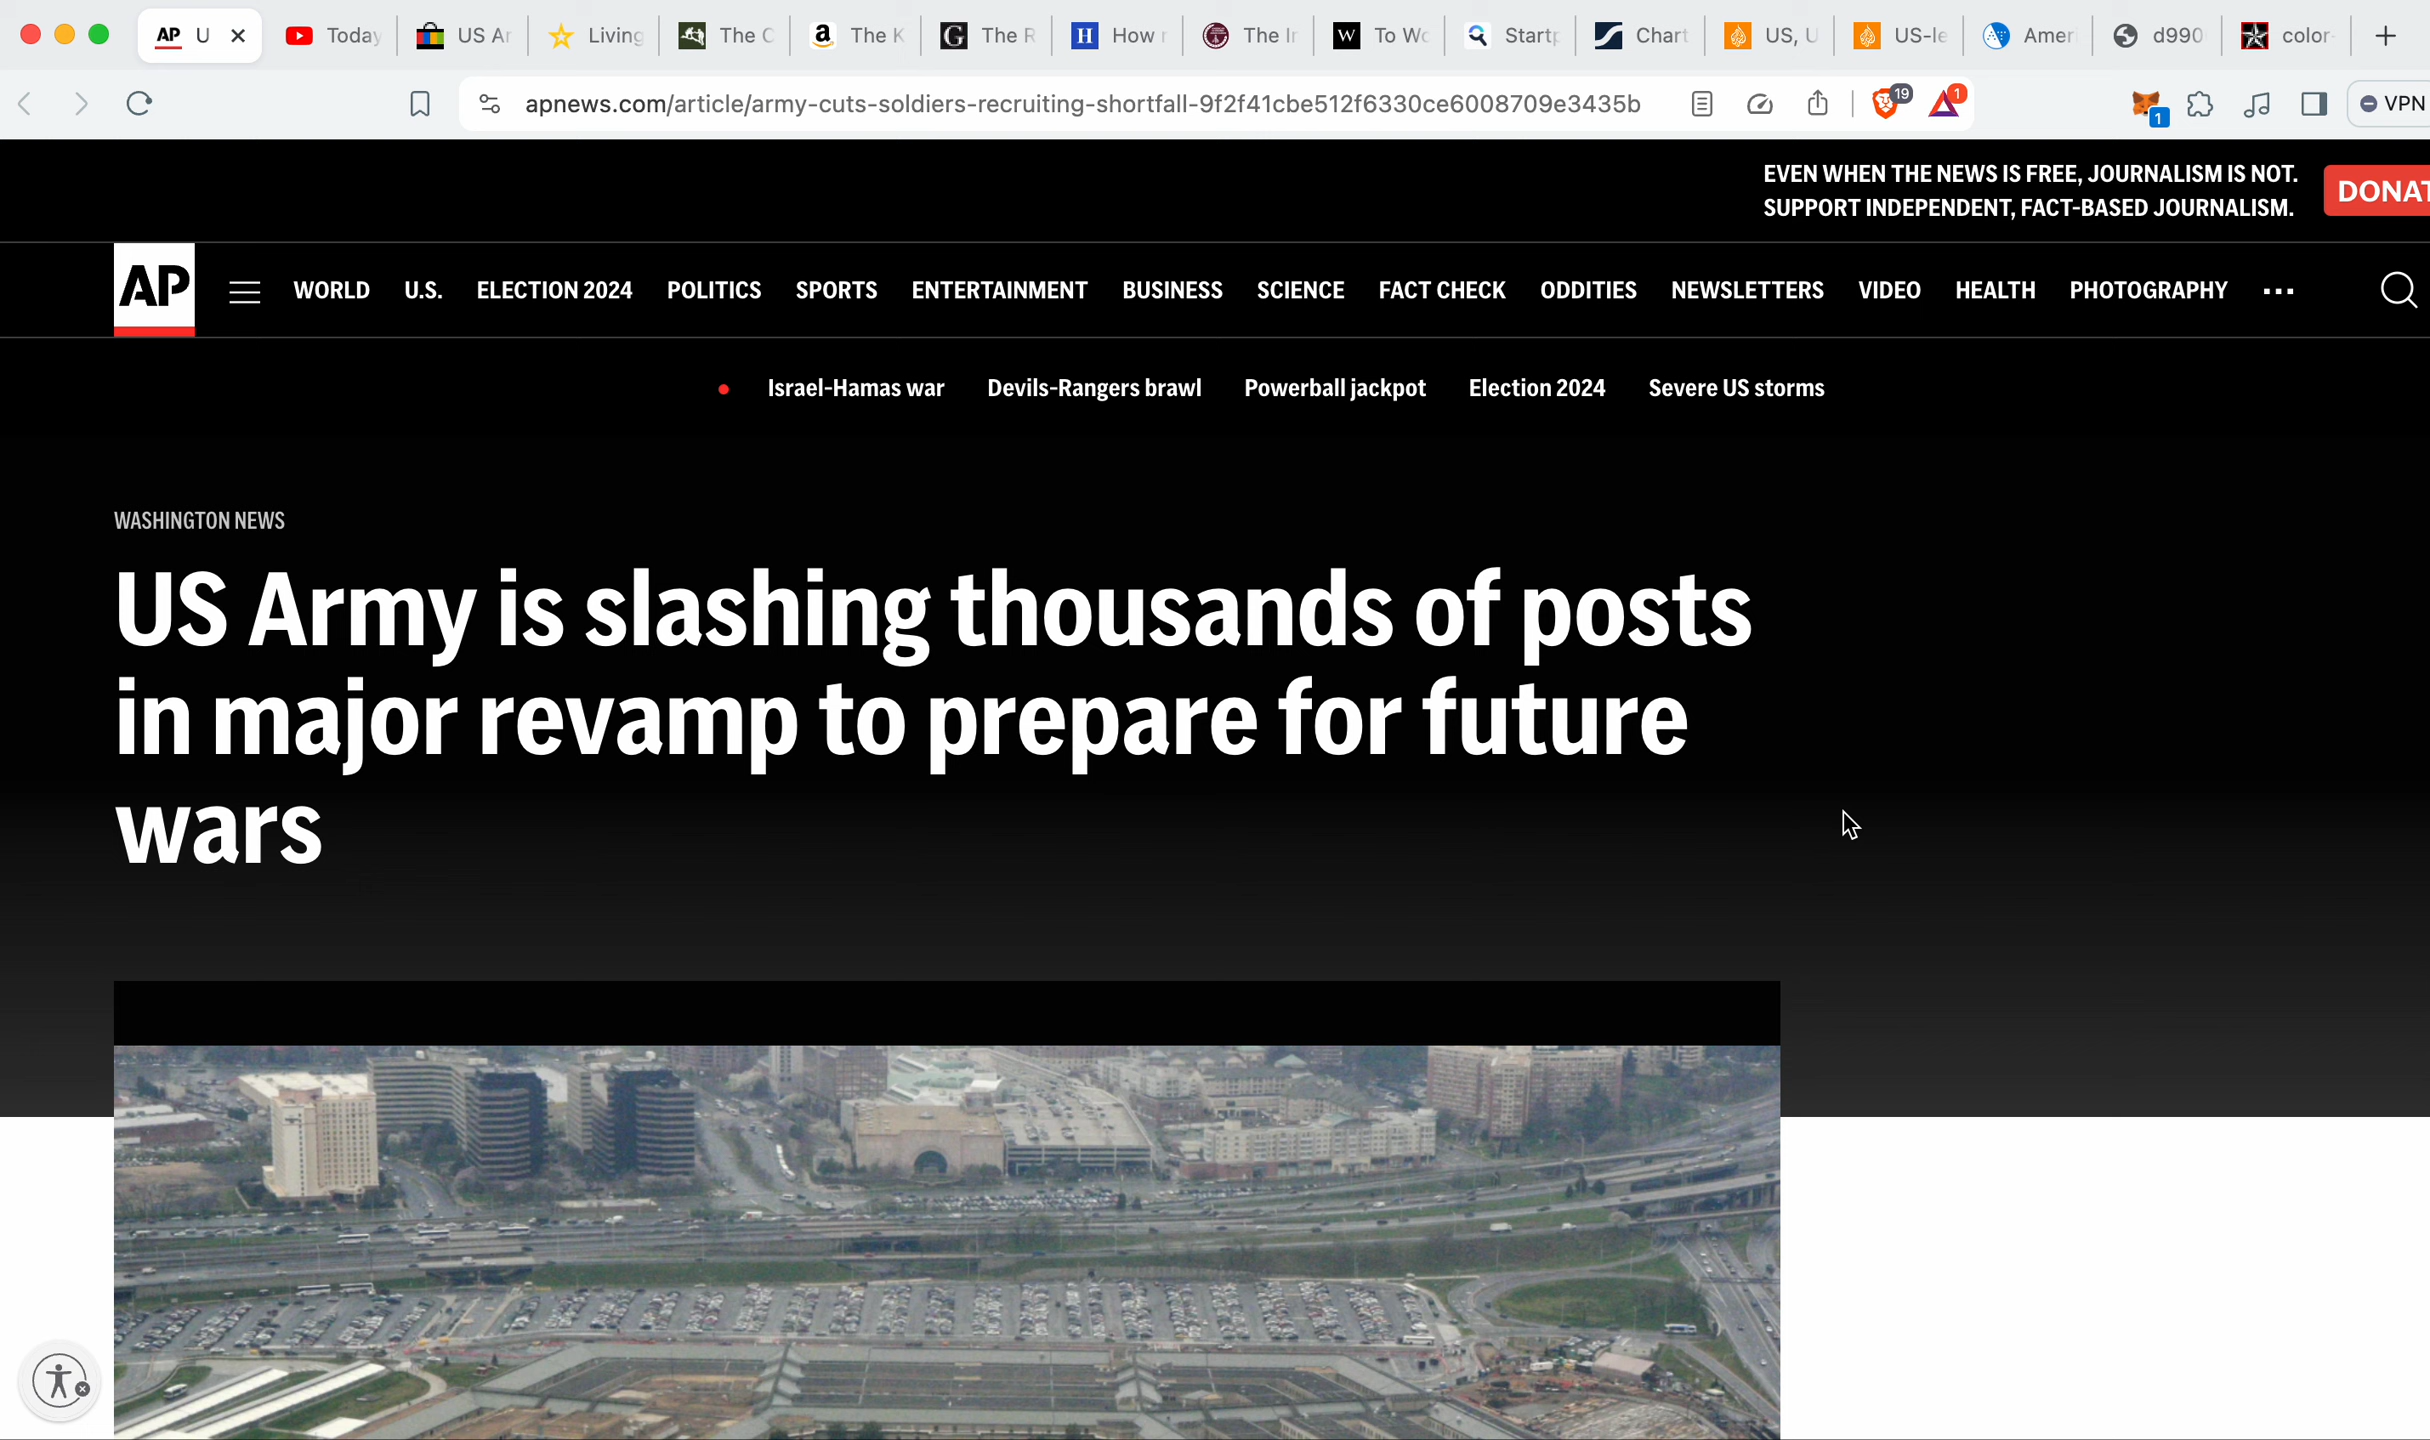 AP U Today US Ar Living The C The K The R How r The Ir To Wo Startp Chart US, U US-le Amer d990 color
apnews.com/article/army-cuts-soldiers-recruiting-shortfall-9f2f41cbe512f6330ce6008709e3435b 19 1 1 VPN
EVEN WHEN THE NEWS IS FREE, JOURNALISM IS NOT.
SUPPORT INDEPENDENT, FACT-BASED JOURNALISM.
DONAT
AP WORLD U.S. ELECTION 2024 POLITICS SPORTS ENTERTAINMENT BUSINESS SCIENCE FACT CHECK ODDITIES NEWSLETTERS VIDEO HEALTH PHOTOGRAPHY ...
Israel-Hamas war Devils-Rangers brawl Powerball jackpot Election 2024 Severe US storms
WASHINGTON NEWS
US Army is slashing thousands of posts
in major revamp to prepare for future
wars